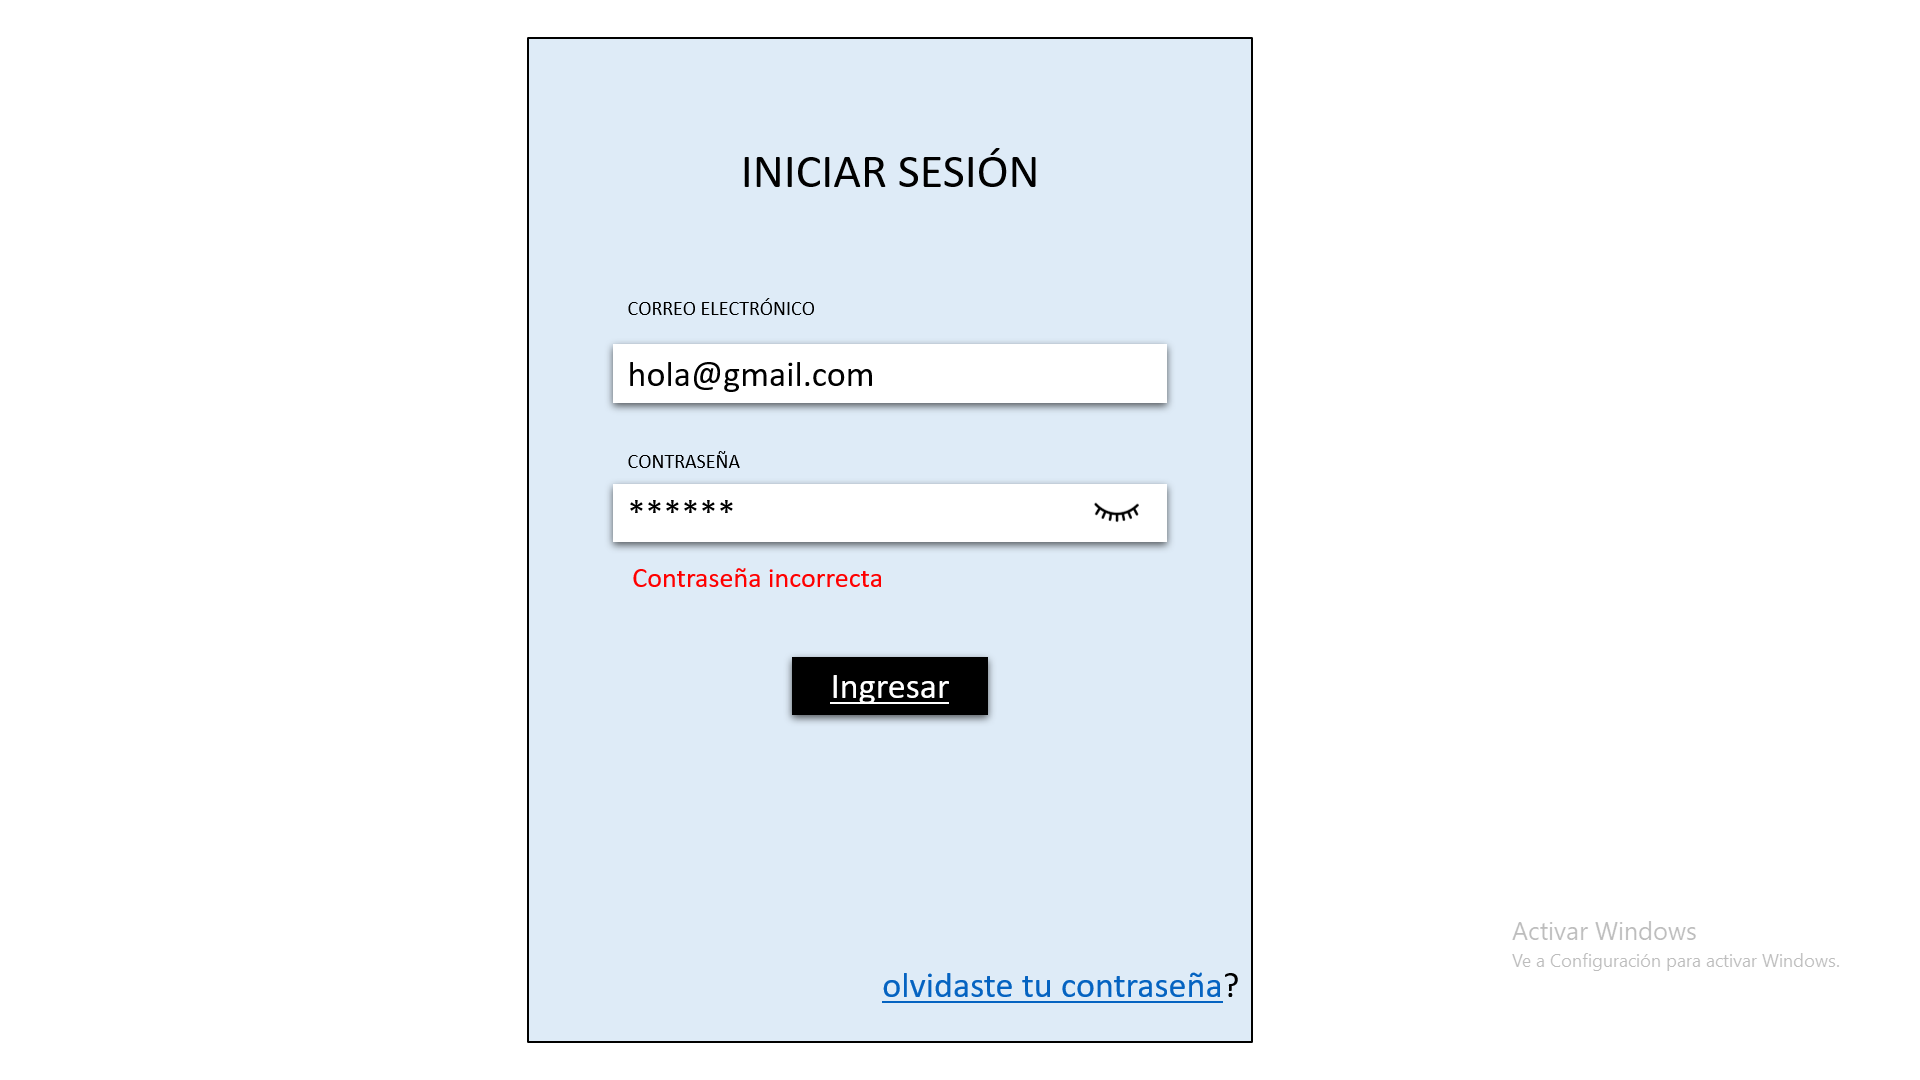 INICIAR SESIÓN
CORREO ELECTRÓNICO
hola@gmail.com
CONTRASEÑA
******
Contraseña incorrecta
Ingresar
olvidaste tu contraseña?
Activar Windows
Ve a Configuración para activar Windows.